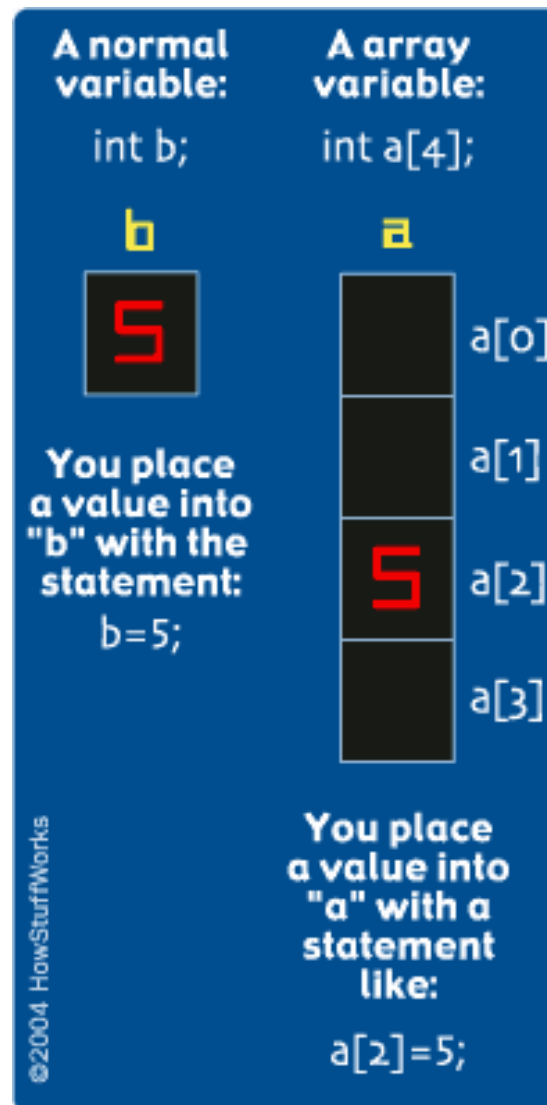 A normal
variable:
int b;
b
5
You place
a value into
"b" with the
statement:
b=5;
A array
variable:
int a[4];
a
a[0]
a[1]
5
a[2]
a[3]
You place
a value into
"a" with a
statement
like:
a[2]=5;
©2004 HowStuffWorks